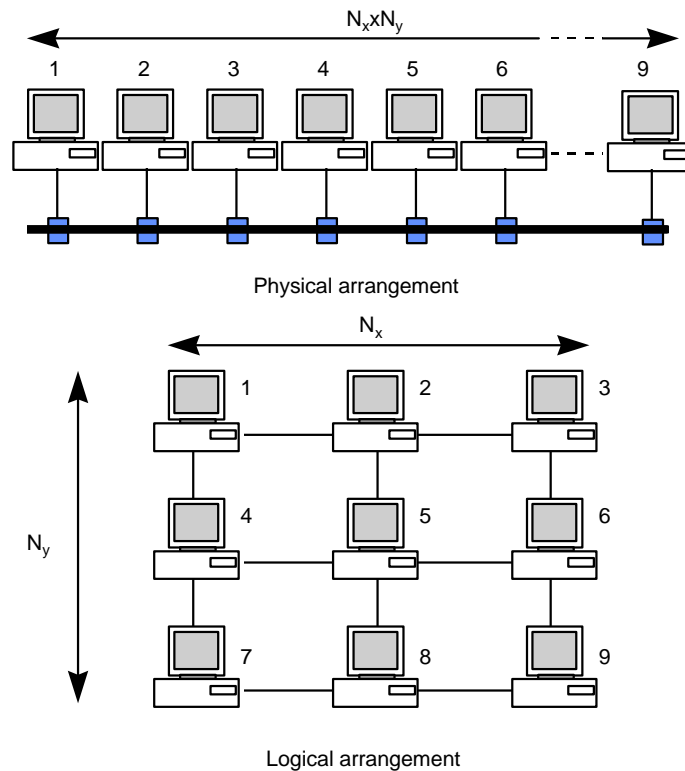 NxxNy
1 2 3 4 5 6 9
Physical arrangement
Nx
1 2 3
Ny
4 5 6
7 8 9
Logical arrangement